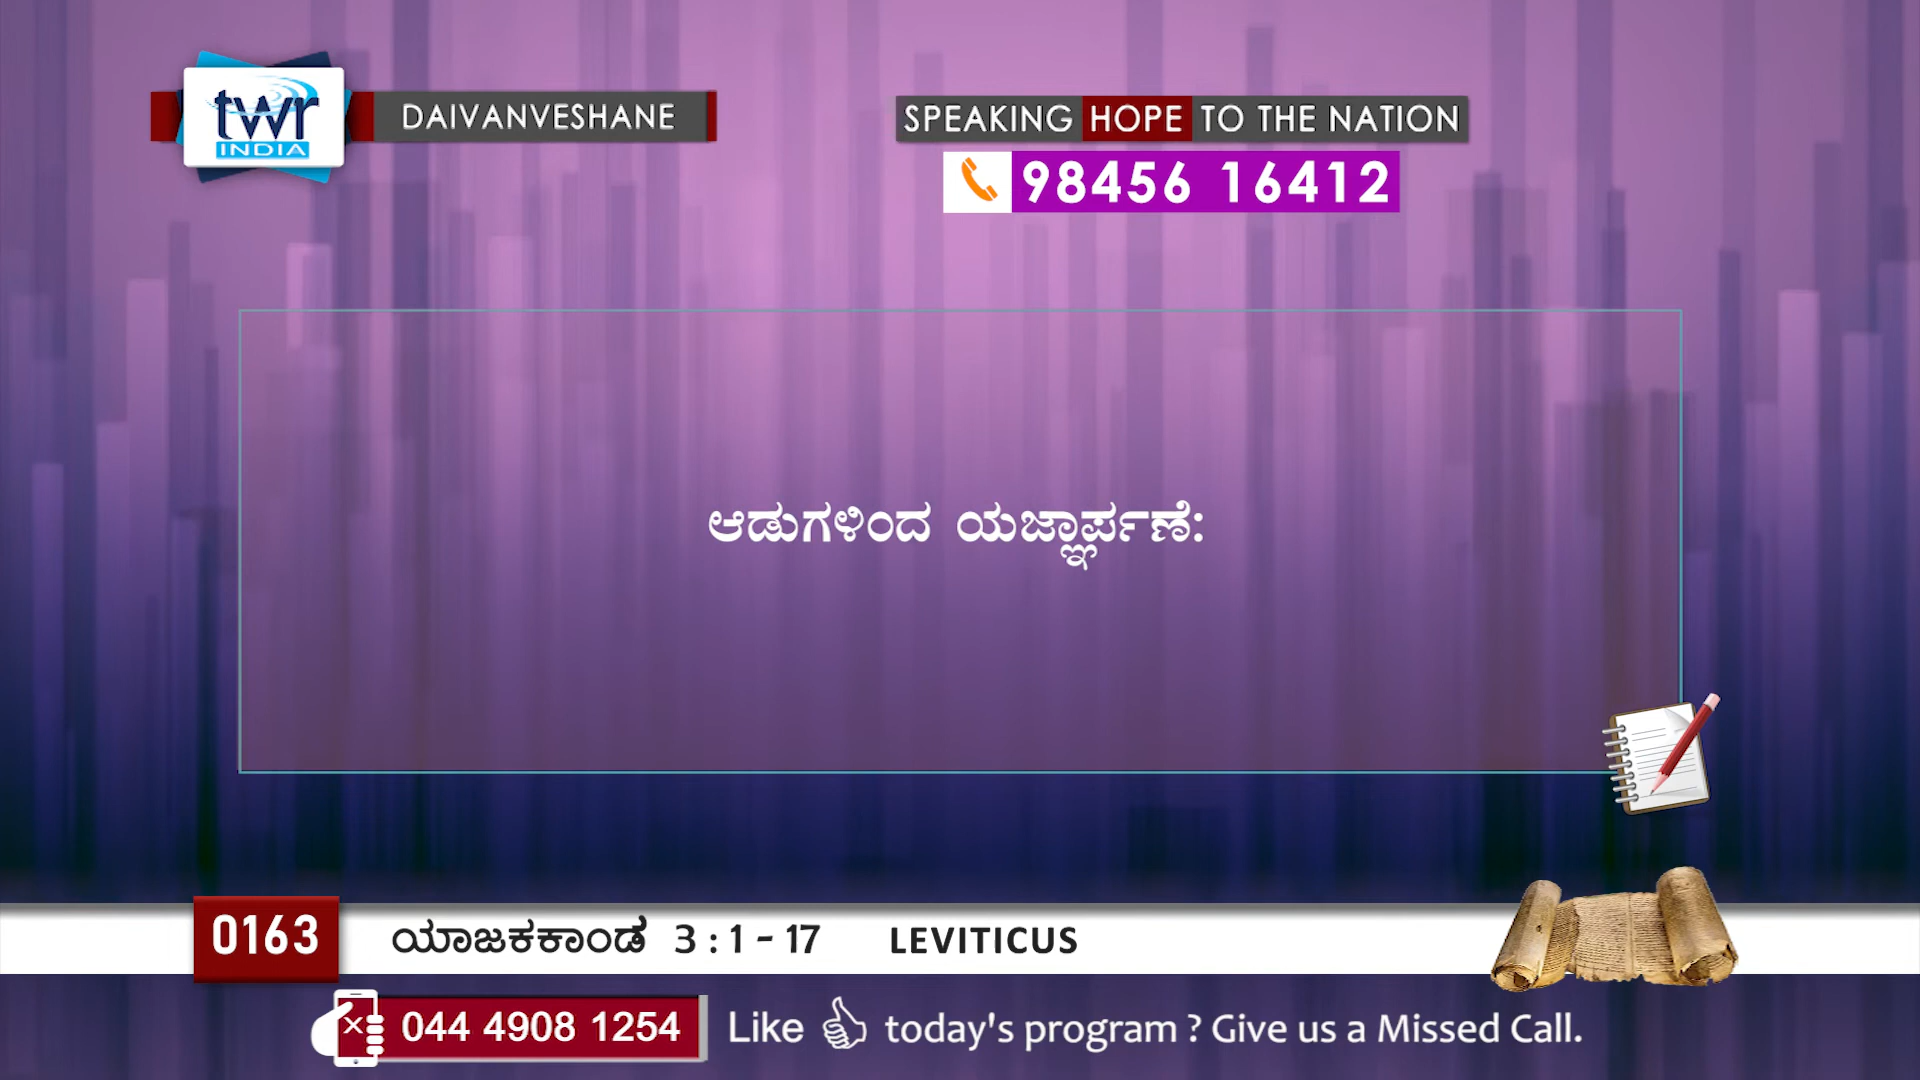 twr
INDIA
DAIVANVESHANE
SPEAKING HOPE TO THE NATION
98456 16412
ಆಡುಗಳಿಂದ ಯಜ್ಞಾರ್ಪಣೆ:
0163
ಯಾಜಕಕಾಂಡ 3 : 1 - 17 LEVITICUS
044 4908 1254
Like today's program ? Give us a Missed Call.